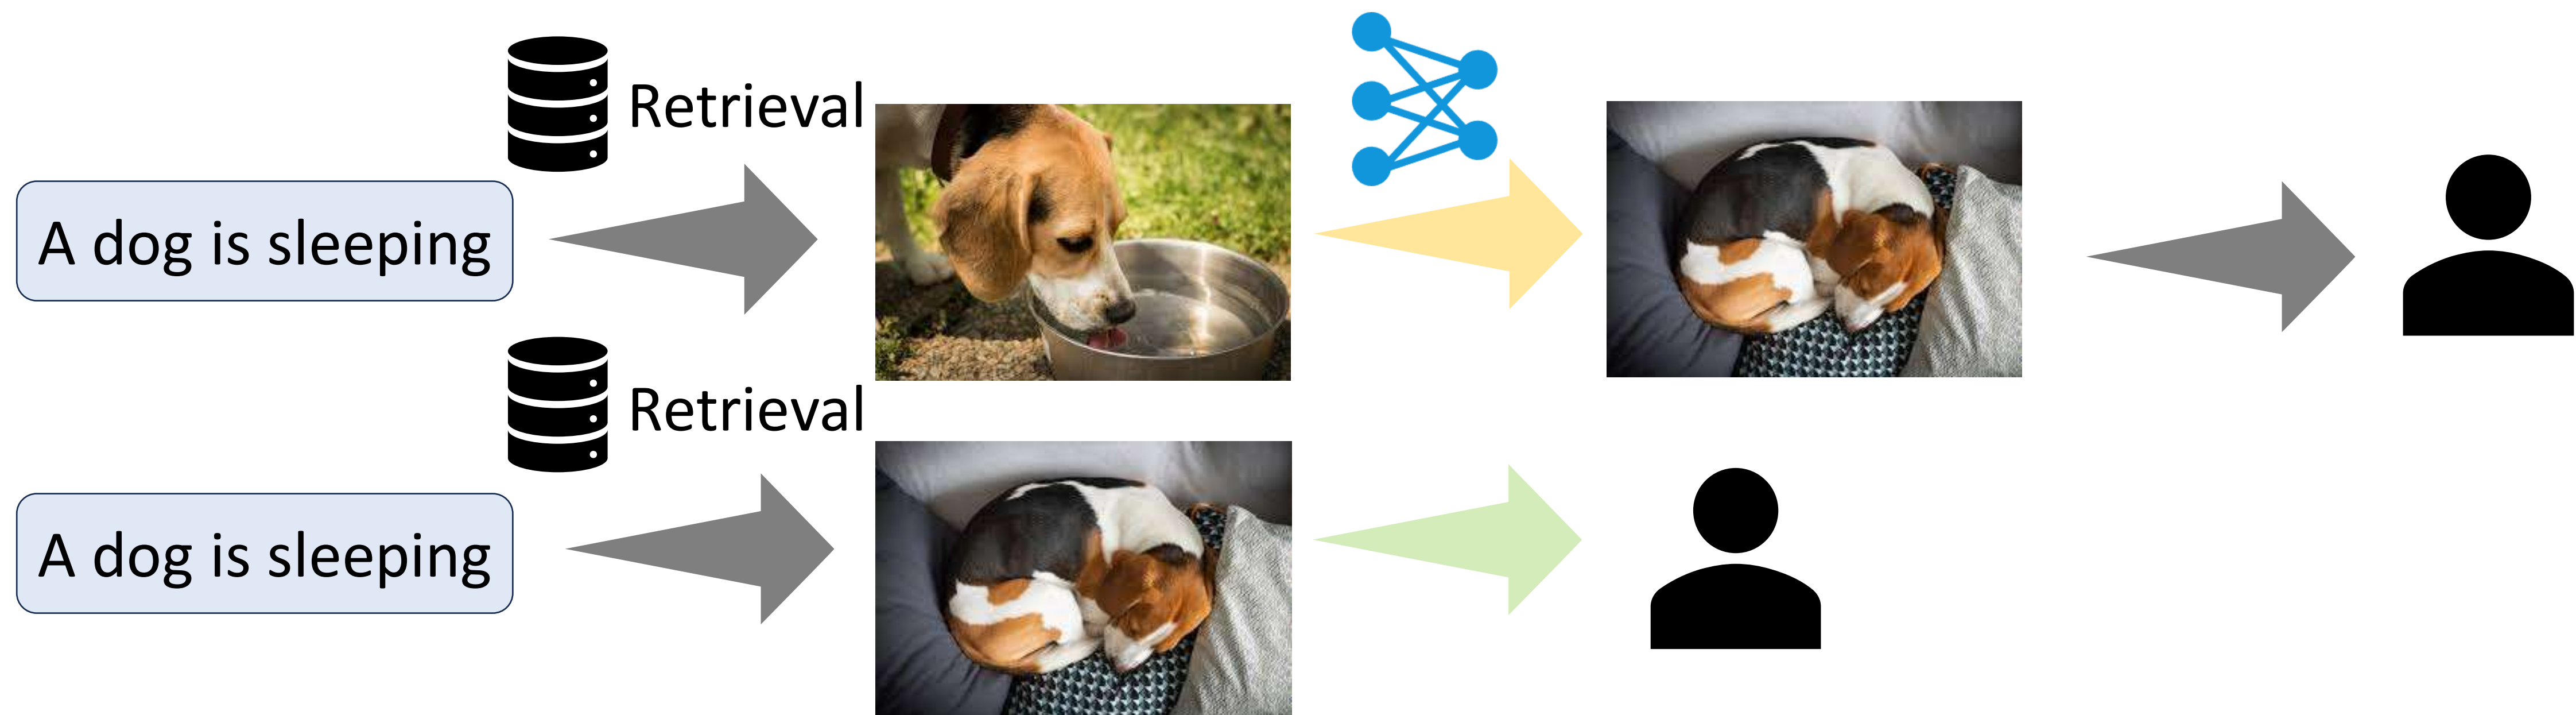 Retrieval
A dog is sleeping
Retrieval
A dog is sleeping